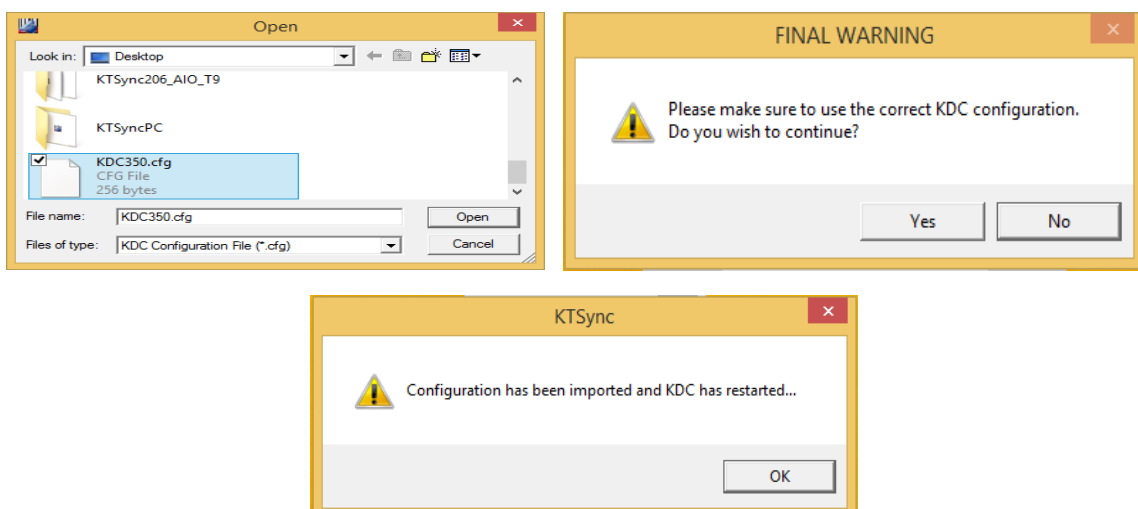 Open
Look in: Desktop
KTSync206_AIO_T9
KTSyncPC
KDC350.cfg
CFG File
256 bytes
File name: KDC350.cfg Open
Files of type: KDC Configuration File (*.cfg) Cancel
FINAL WARNING
Please make sure to use the correct KDC configuration.
Do you wish to continue?
Yes No
KTSync
Configuration has been imported and KDC has restarted...
OK